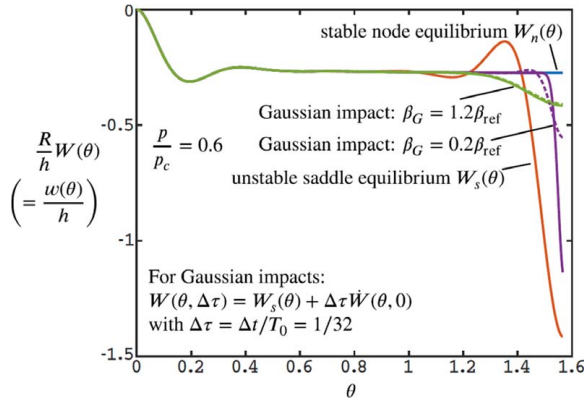 0
-0.5
-1
-1.5
R/h W(θ)
(= w(θ)/h)
p/p_c = 0.6
stable node equilibrium W_n(θ)
Gaussian impact: β_G = 1.2β_ref
Gaussian impact: β_G = 0.2β_ref
unstable saddle equilibrium W_s(θ)
For Gaussian impacts:
W(θ, Δτ) = W_s(θ) + ΔτẆ(θ, 0)
with Δτ = Δt/T_0 = 1/32
0 0.2 0.4 0.6 0.8 1 1.2 1.4 1.6
θ